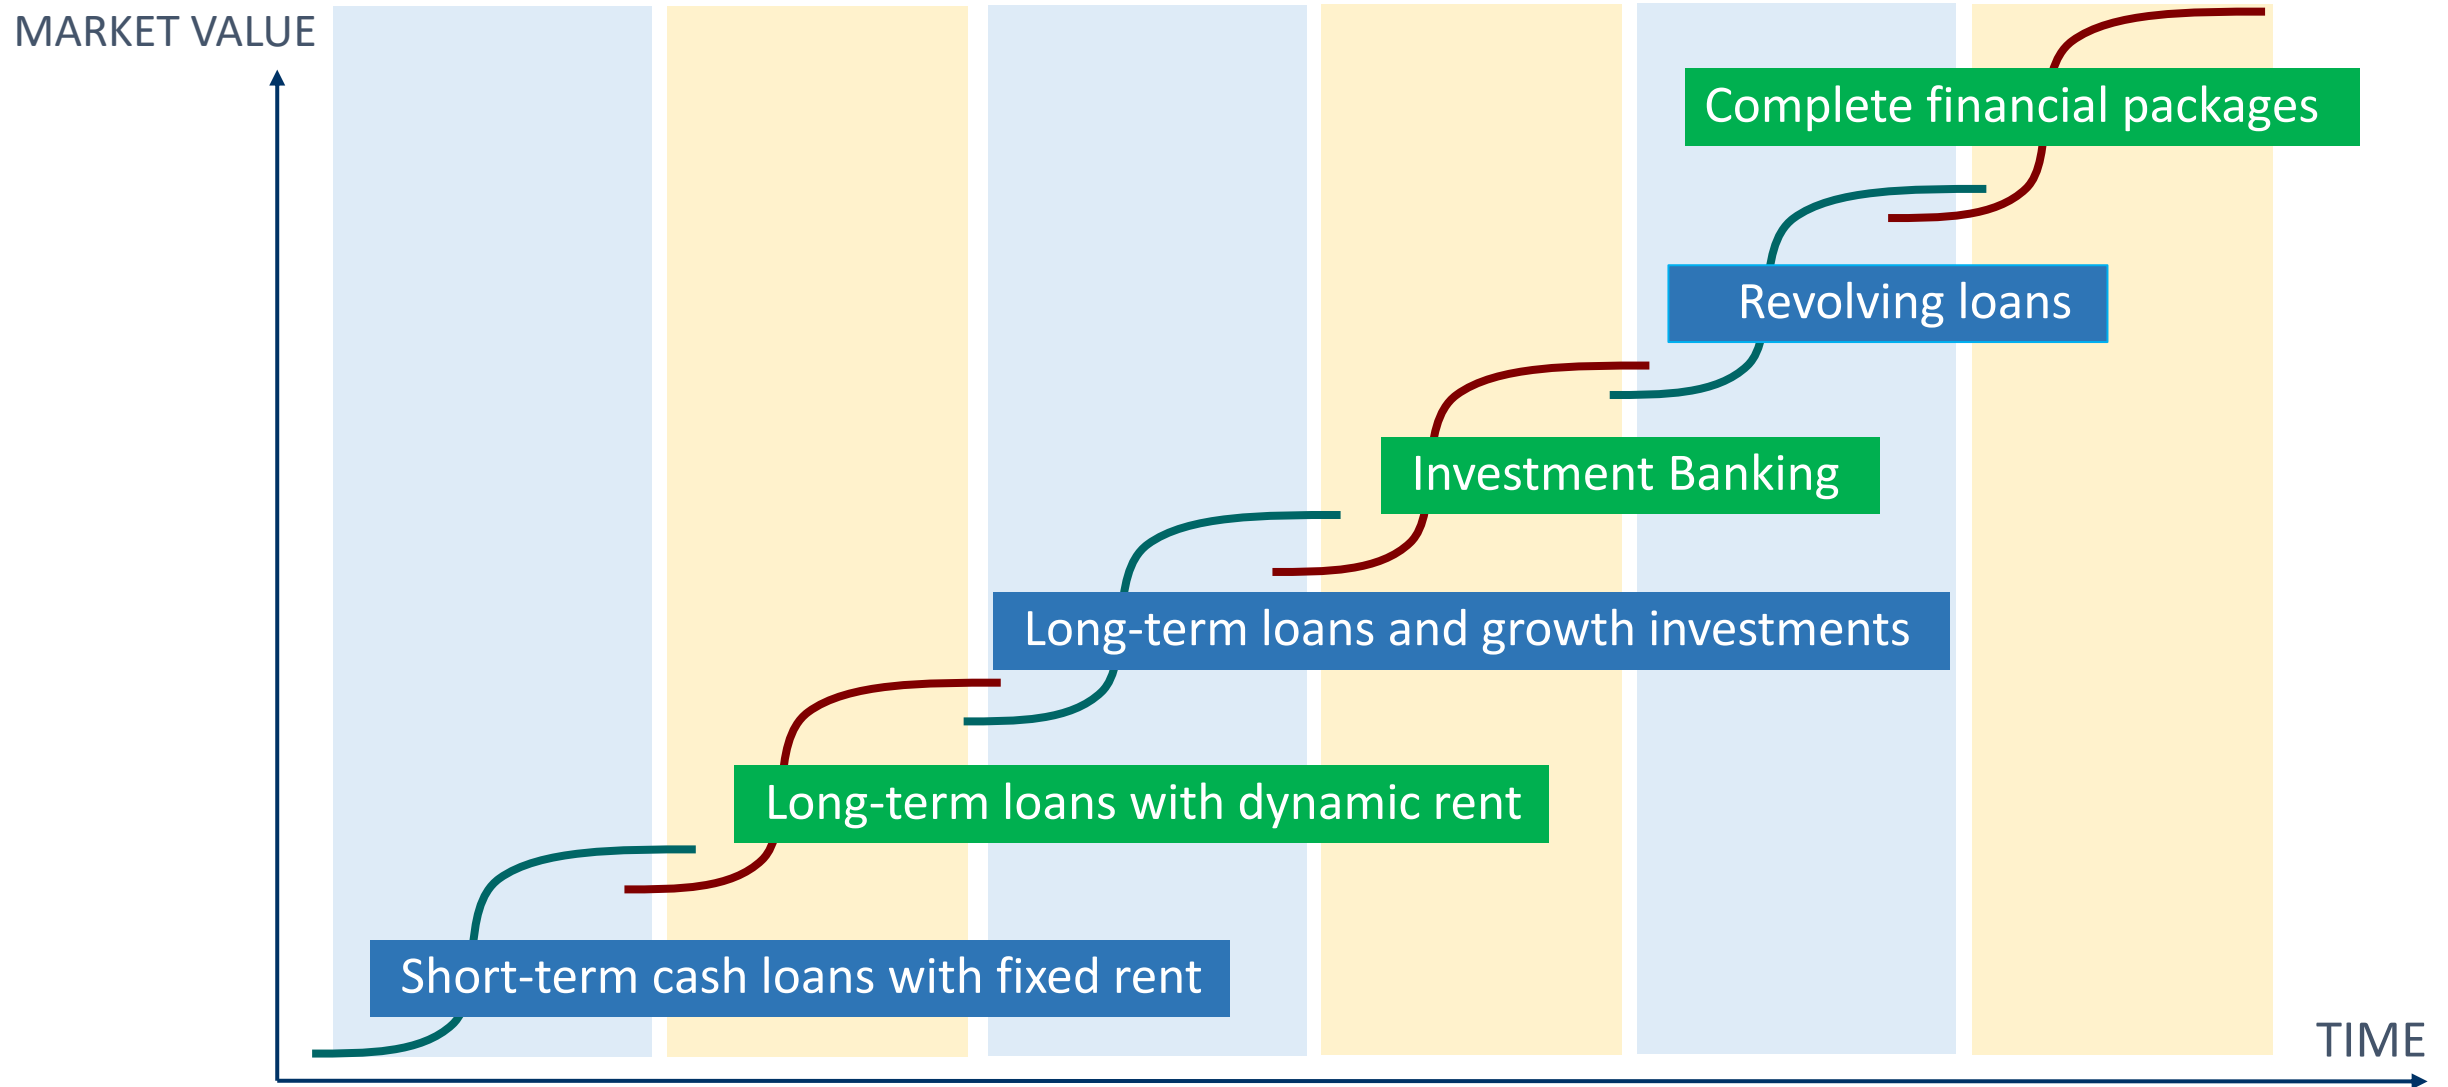 MARKET VALUE
Complete financial packages
Revolving loans
Investment Banking
Long-term loans and growth investments
Long-term loans with dynamic rent
Short-term cash loans with fixed rent
TIME